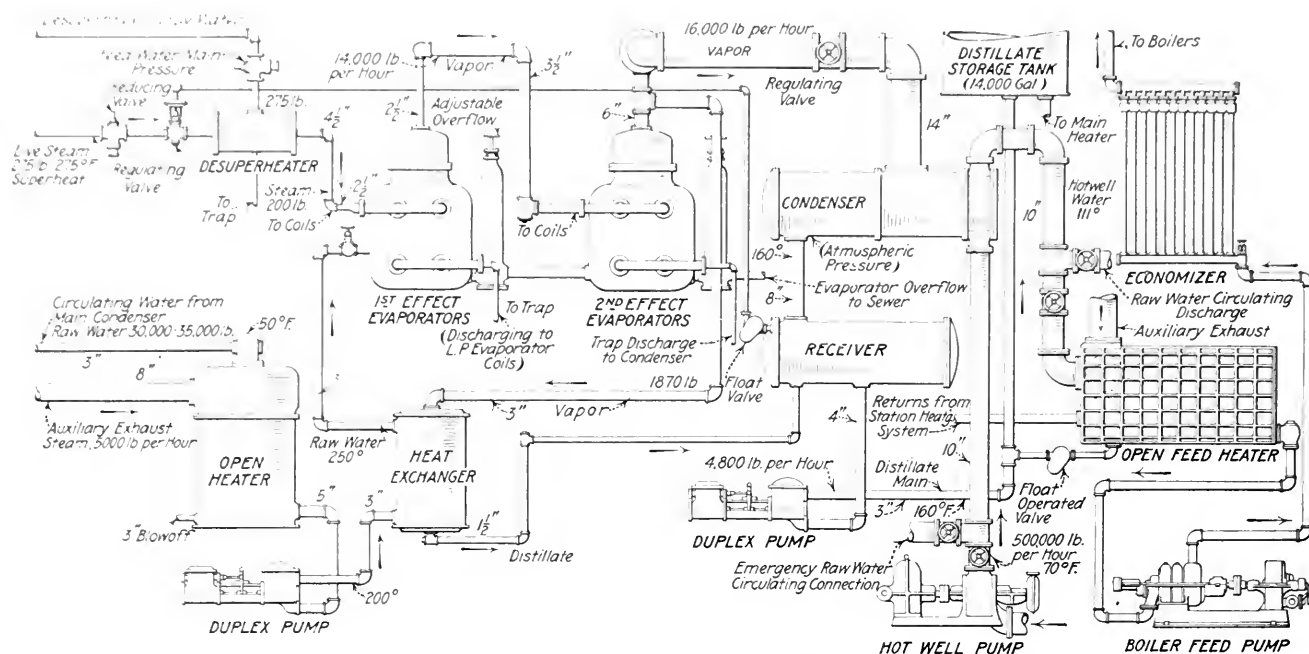 Water Main
Pressure
Reducing
Valve
275 lb.
Live Steam
275 lb 275°F.
Superheat
Regulating
Valve
DESUPERHEATER
To
Trap
4½"
Steam
200 lb.
To Coils
2½"
14,000 lb
per Hour
Vapor
3½"
2½"
Adjustable
Overflow
16,000 lb per Hour
VAPOR
Regulating
Valve
6"
14"
DISTILLATE
STORAGE TANK
(14,000 Gal)
To Main
Heater
To Boilers
Hotwell
Water
111°
10"
CONDENSER
(Atmospheric
Pressure)
160°
8"
Evaporator Overflow
to Sewer
ECONOMIZER
Raw Water Circulating
Discharge
Auxiliary Exhaust
To Coils
1ST EFFECT
EVAPORATORS
To Trap
(Discharging to
L.P Evaporator
Coils)
2ND EFFECT
EVAPORATORS
Trap Discharge
to Condenser
Float
Valve
RECEIVER
Circulating Water from
Main Condenser
Raw Water 30,000-35,000 lb.
50°F.
3"
8"
Auxiliary Exhaust
Steam, 5000 lb per Hour
OPEN
HEATER
3" Blowoff
5"
3"
Raw Water
250°
HEAT
EXCHANGER
1870 lb
3"
Vapor
1½"
Distillate
200°
DUPLEX PUMP
4"
Returns from
Station Heatg.
System
10"
4,800 lb. per Hour
Distillate
Main
3"
160°F.
DUPLEX PUMP
Emergency Raw Water
Circulating Connection
500,000 lb.
per Hour
70°F.
Float
Operated
Valve
OPEN FEED HEATER
HOT WELL PUMP
BOILER FEED PUMP